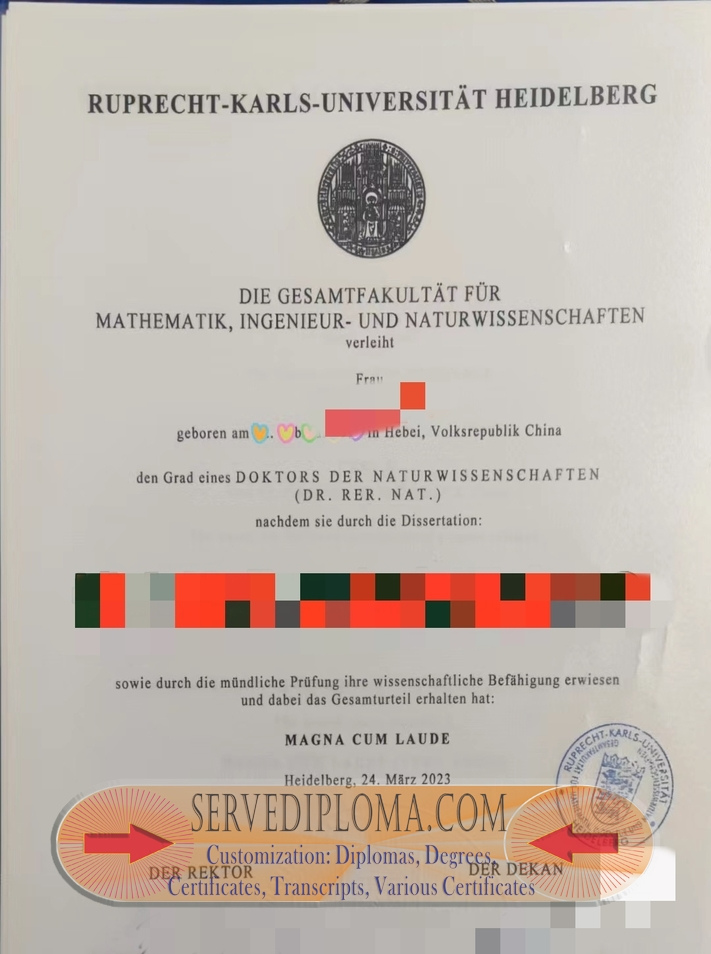 RUPRECHT-KARLS-UNIVERSITÄT HEIDELBERG
DIE GESAMTFAKULTÄT FÜR
MATHEMATIK, INGENIEUR- UND NATURWISSENSCHAFTEN
verleiht
Frau
geboren am in Hebei, Volksrepublik China
den Grad eines DOKTORS DER NATURWISSENSCHAFTEN
(DR. RER. NAT.)
nachdem sie durch die Dissertation:
sowie durch die mündliche Prüfung ihre wissenschaftliche Befähigung erwiesen
und dabei das Gesamturteil erhalten hat:
MAGNA CUM LAUDE
Heidelberg, 24. März 2023
RUPRECHT-KARLS-UNIVERSITÄT
SERVEDIPLOMA.COM
Customization: Diplomas, Degrees,
Certificates, Transcripts, Various Certificates
DER REKTOR
DER DEKAN